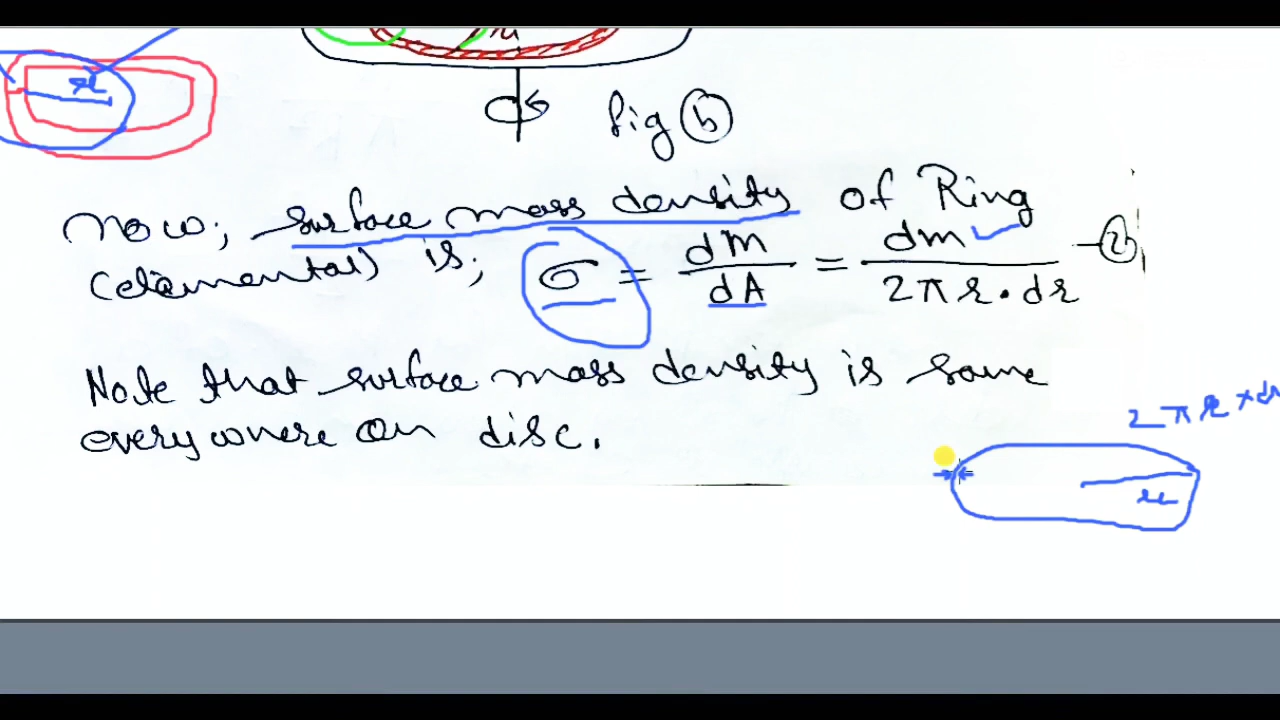 r
r
fig (b)
Now; surface mass density of Ring
(elemental) is; σ = dM/dA = dm/2πr·dr —(2)
Note that surface mass density is same
everywhere on disc.
2πr×dr
r